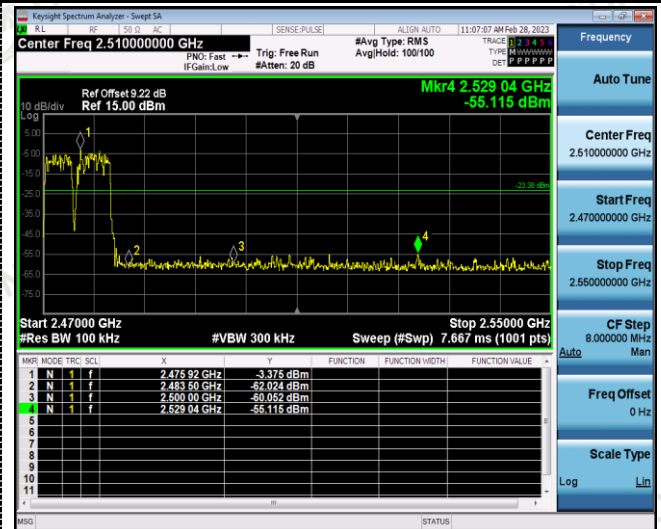 Keysight Spectrum Analyzer - Swept SA
RL RF 50 Ω AC SENSE:PULSE ALIGN AUTO 11:07:07 AM Feb 28, 2023
Center Freq 2.510000000 GHz #Avg Type: RMS TRACE 1 2 3 4 5 6
PNO: Fast Trig: Free Run Avg|Hold: 100/100 TYPE M WWWWW
IFGain:Low #Atten: 20 dB DET P P P P P P
Mkr4 2.529 04 GHz
-55.115 dBm
Ref Offset 9.22 dB
10 dB/div Ref 15.00 dBm
Log
5.00
-5.00
-15.0
-25.0
-35.0
-45.0
-55.0
-65.0
-75.0
1
-23.36 dBm
2
3
4
Start 2.47000 GHz Stop 2.55000 GHz
#Res BW 100 kHz #VBW 300 kHz Sweep (#Swp) 7.667 ms (1001 pts)
MKR MODE TRC SCL X Y FUNCTION FUNCTION WIDTH FUNCTION VALUE
1 N 1 f 2.475 92 GHz -3.375 dBm
2 N 1 f 2.483 50 GHz -62.024 dBm
3 N 1 f 2.500 00 GHz -60.052 dBm
4 N 1 f 2.529 04 GHz -55.115 dBm
5
6
7
8
9
10
11
MSG STATUS
Frequency
Auto Tune
Center Freq
2.510000000 GHz
Start Freq
2.470000000 GHz
Stop Freq
2.550000000 GHz
CF Step
8.000000 MHz
Auto Man
Freq Offset
0 Hz
Scale Type
Log Lin